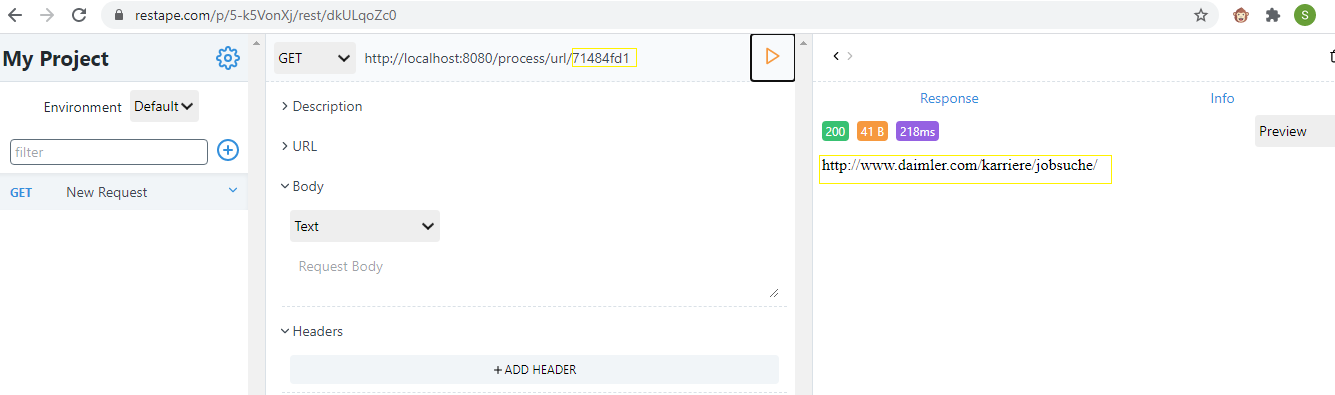 restape.com/p/5-k5VonXj/rest/dkULqoZc0
S
My Project
Environment Default
filter
GET New Request
GET http://localhost:8080/process/url/71484fd1
Description
URL
Body
Text
Request Body
Headers
+ ADD HEADER
Response Info
200 41 B 218ms
Preview
http://www.daimler.com/karriere/jobsuche/